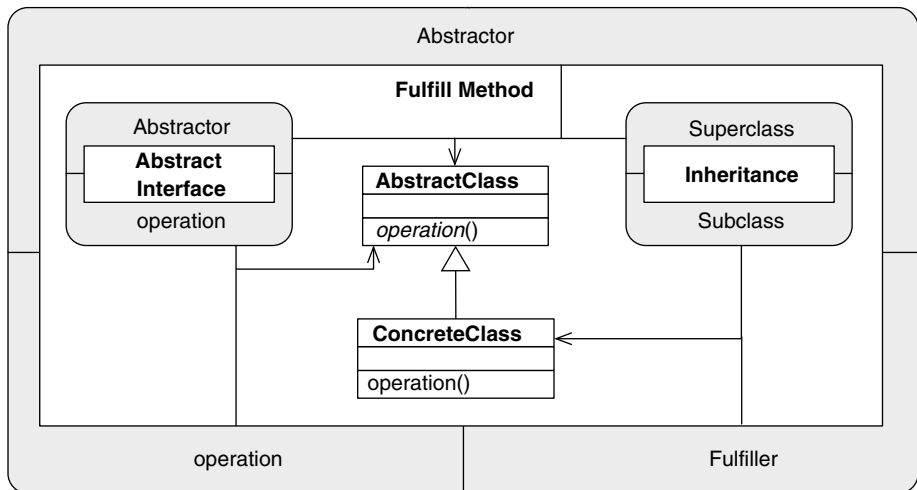 Abstractor
Fulfill Method
Abstractor
Abstract
Interface
operation
AbstractClass
operation()
Superclass
Inheritance
Subclass
ConcreteClass
operation()
operation
Fulfiller